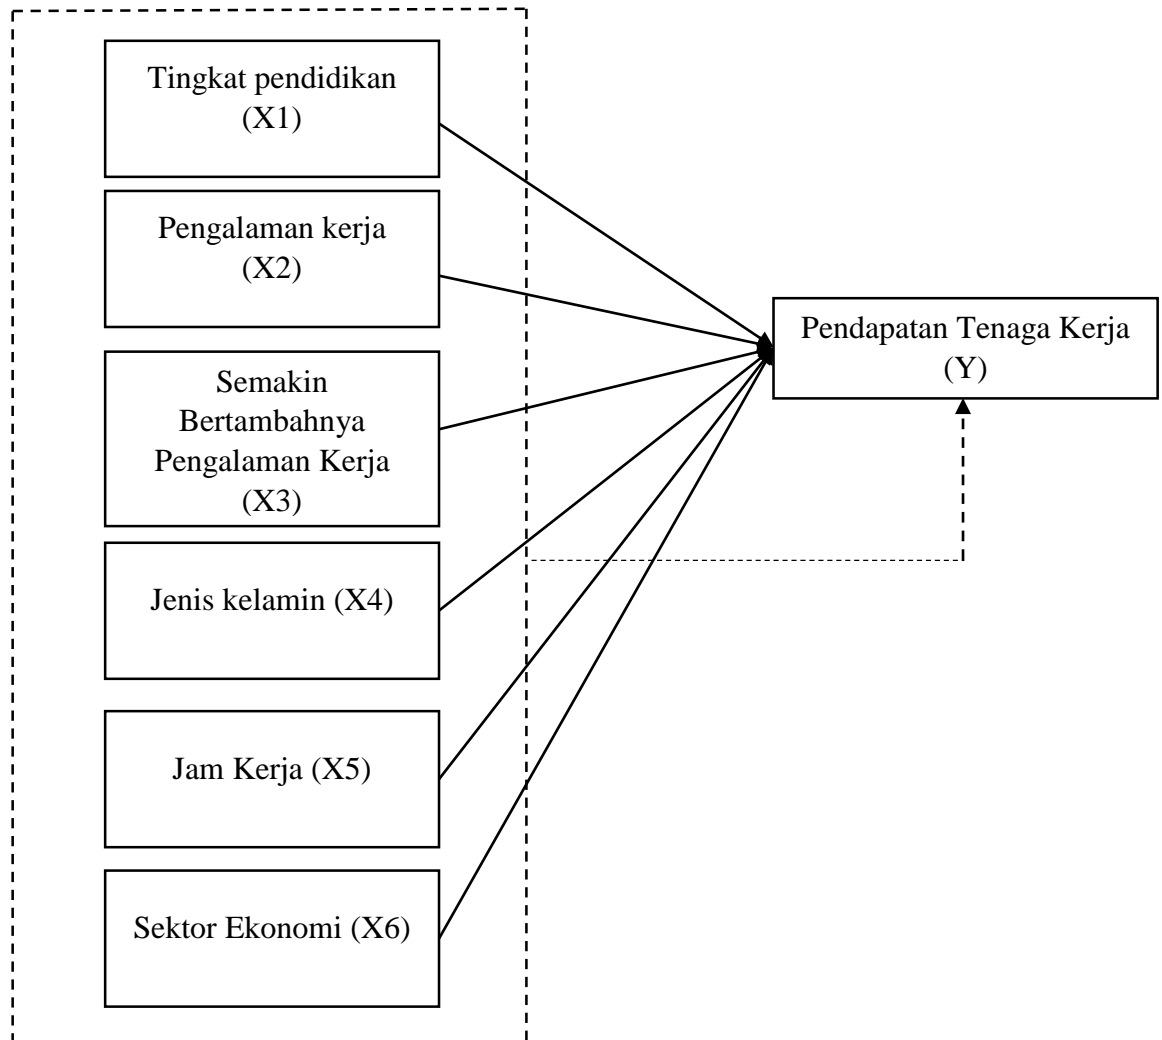 Tingkat pendidikan
(X1)
Pengalaman kerja
(X2)
Semakin
Bertambahnya
Pengalaman Kerja
(X3)
Jenis kelamin (X4)
Jam Kerja (X5)
Sektor Ekonomi (X6)
Pendapatan Tenaga Kerja
(Y)